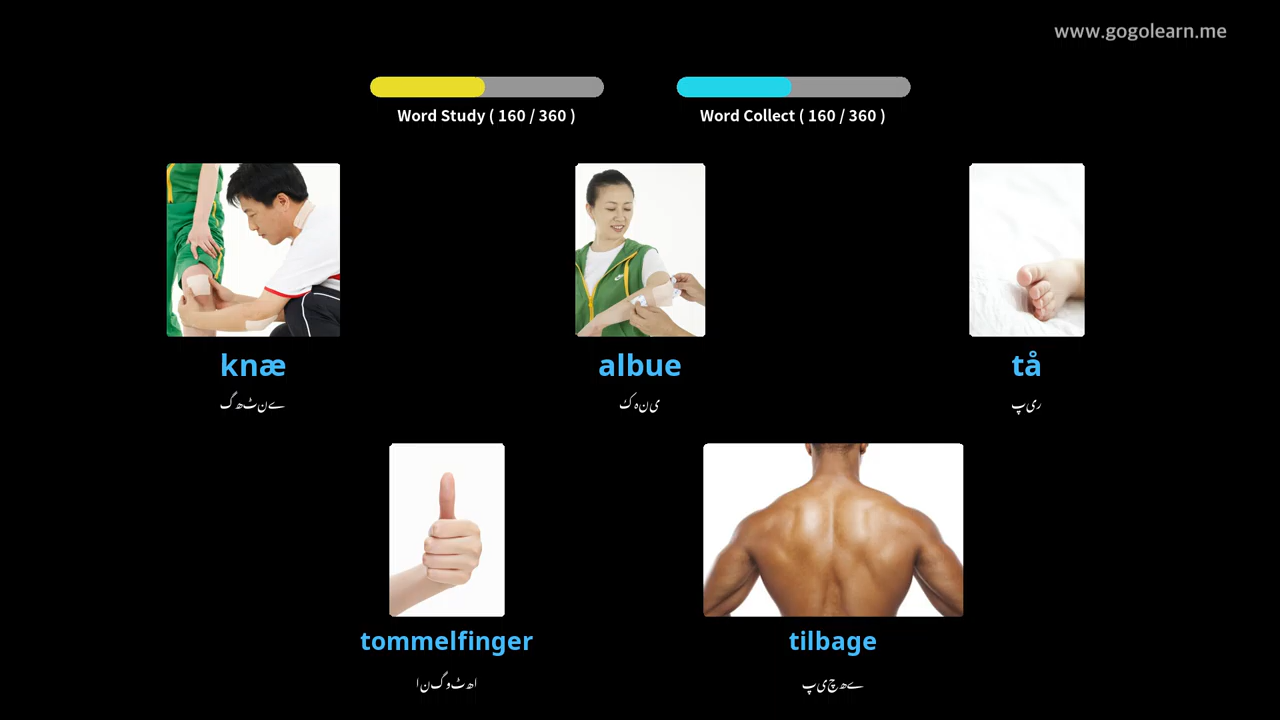 www.gogolearn.me
Word Study ( 160 / 360 )
Word Collect ( 160 / 360 )
knæ
گھٹنے
albue
کُہنی
tå
پیر
tommelfinger
انگوٹھا
tilbage
پیچھے